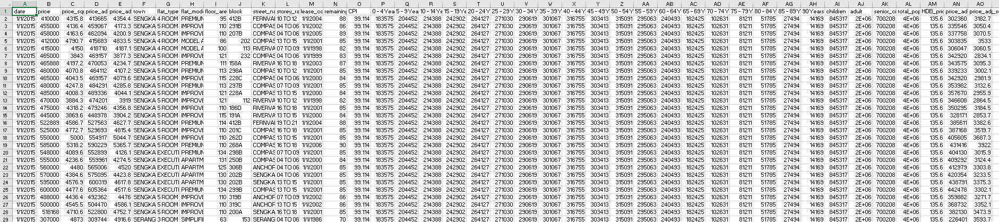 A B C D E F G H I J K L M N O P Q R S T U V W X Y Z AA AB AC AD AE AF AG AH AI AJ AK AL AM AN AO
1 date price price_sq price_ad price_ad town flat_type flat_mod floor_are block street_na storey_ra lease_co remaining CPI 0 - 4 Yea 5 - 9 Yea 10 - 14 Ye 15 - 19 Ye 20 - 24 Y 25 - 29 Y 30 - 34 Y 35 - 39 Y 40 - 44 Y 45 - 49 Y 50 - 54 Y 55 - 59 Y 60 - 64 Y 65 - 69 Y 70 - 74 Y 75 - 79 Y 80 - 84 Y 85 - 89 Y 90 Years children adult senior_ci total_pop HDB_pric price_ad price_adj_s
2 1/1/2015 410000 4315.8 413665 4354.4 SENGKA 4 ROOM PREMIUN 95 412B FERNVA 10 TO 12 1/1/2004 88 99.114 183575 204452 214388 242902 264127 271030 290619 301067 316755 303413 315091 295063 240493 182425 102631 81211 51785 27494 14169 845317 2E+06 700208 4E+06 135.6 302360 3182.7
3 1/1/2015 455000 4136.4 459067 4173.3 SENGKA 5 ROOM IMPROVE 110 291B COMPAS 04 TO 06 1/1/2002 86 99.114 183575 204452 214388 242902 264127 271030 290619 301067 316755 303413 315091 295063 240493 182425 102631 81211 51785 27494 14169 845317 2E+06 700208 4E+06 135.6 335546 3050.4
4 1/1/2015 458000 4163.6 462094 4200.9 SENGKA 5 ROOM IMPROVE 110 207B COMPAS 04 TO 06 1/1/2005 89 99.114 183575 204452 214388 242902 264127 271030 290619 301067 316755 303413 315091 295063 240493 182425 102631 81211 51785 27494 14169 845317 2E+06 700208 4E+06 135.6 337758 3070.5
5 1/1/2015 412000 4790.7 415683 4833.5 SENGKA 4 ROOM MODEL A 86 202 COMPAS 13 TO 15 1/1/2001 85 99.114 183575 204452 214388 242902 264127 271030 290619 301067 316755 303413 315091 295063 240493 182425 102631 81211 51785 27494 14169 845317 2E+06 700208 4E+06 135.6 303835 3533
6 1/1/2015 415000 4150 418710 4187.1 SENGKA 4 ROOM MODEL A 100 113 RIVERVA 07 TO 09 1/1/1998 82 99.114 183575 204452 214388 242902 264127 271030 290619 301067 316755 303413 315091 295063 240493 182425 102631 81211 51785 27494 14169 845317 2E+06 700208 4E+06 135.6 306047 3060.5
7 1/1/2015 465000 3843 469157 3877.3 SENGKA 5 ROOM IMPROVE 121 232 COMPAS 04 TO 06 1/1/1999 83 99.114 183575 204452 214388 242902 264127 271030 290619 301067 316755 303413 315091 295063 240493 182425 102631 81211 51785 27494 14169 845317 2E+06 700208 4E+06 135.6 342920 2834.1
8 1/1/2015 465888 4197.2 470053 4234.7 SENGKA 5 ROOM PREMIUN 111 158A RIVERVA 16 TO 18 1/1/2003 87 99.114 183575 204452 214388 242902 264127 271030 290619 301067 316755 303413 315091 295063 240493 182425 102631 81211 51785 27494 14169 845317 2E+06 700208 4E+06 135.6 343575 3095.3
9 1/1/2015 460000 4070.8 464112 4107.2 SENGKA 5 ROOM PREMIUN 113 298A COMPAS 10 TO 12 1/1/2001 85 99.114 183575 204452 214388 242902 264127 271030 290619 301067 316755 303413 315091 295063 240493 182425 102631 81211 51785 27494 14169 845317 2E+06 700208 4E+06 135.6 339233 3002.1
10 1/1/2015 465000 4043.5 469157 4079.6 SENGKA 5 ROOM IMPROVE 115 228C COMPAS 04 TO 06 1/1/2000 84 99.114 183575 204452 214388 242902 264127 271030 290619 301067 316755 303413 315091 295063 240493 182425 102631 81211 51785 27494 14169 845317 2E+06 700208 4E+06 135.6 342920 2981.9
11 1/1/2015 480000 4247.8 484291 4285.8 SENGKA 5 ROOM PREMIUN 113 297B COMPAS 07 TO 09 1/1/2001 85 99.114 183575 204452 214388 242902 264127 271030 290619 301067 316755 303413 315091 295063 240493 182425 102631 81211 51785 27494 14169 845317 2E+06 700208 4E+06 135.6 353982 3132.6
12 1/1/2015 485000 4008.3 489336 4044.1 SENGKA 5 ROOM IMPROVE 121 228A COMPAS 13 TO 15 1/1/2000 84 99.114 183575 204452 214388 242902 264127 271030 290619 301067 316755 303413 315091 295063 240493 182425 102631 81211 51785 27494 14169 845317 2E+06 700208 4E+06 135.6 357670 2955.9
13 1/1/2015 470000 3884.3 474201 3919 SENGKA 5 ROOM IMPROVE 121 112 RIVERVA 10 TO 12 1/1/1998 82 99.114 183575 204452 214388 242902 264127 271030 290619 301067 316755 303413 315091 295063 240493 182425 102631 81211 51785 27494 14169 845317 2E+06 700208 4E+06 135.6 346608 2864.5
14 1/1/2015 475000 4318.2 479246 4356.8 SENGKA 5 ROOM IMPROVE 110 186D RIVERVA 16 TO 18 1/1/2001 85 99.114 183575 204452 214388 242902 264127 271030 290619 301067 316755 303413 315091 295063 240493 182425 102631 81211 51785 27494 14169 845317 2E+06 700208 4E+06 135.6 350295 3184.5
15 1/1/2015 445000 3869.6 448978 3904.2 SENGKA 5 ROOM IMPROVE 115 191A RIVERVA 13 TO 15 1/1/2000 84 99.114 183575 204452 214388 242902 264127 271030 290619 301067 316755 303413 315091 295063 240493 182425 102631 81211 51785 27494 14169 845317 2E+06 700208 4E+06 135.6 328171 2853.7
16 1/1/2015 522889 4586.7 527563 4627.7 SENGKA 5 ROOM PREMIUN 114 412B FERNVA 19 TO 21 1/1/2004 88 99.114 183575 204452 214388 242902 264127 271030 290619 301067 316755 303413 315091 295063 240493 182425 102631 81211 51785 27494 14169 845317 2E+06 700208 4E+06 135.6 385611 3382.6
17 1/1/2015 525000 4772.7 529693 4815.4 SENGKA 5 ROOM IMPROVE 110 201C COMPAS 16 TO 18 1/1/2001 85 99.114 183575 204452 214388 242902 264127 271030 290619 301067 316755 303413 315091 295063 240493 182425 102631 81211 51785 27494 14169 845317 2E+06 700208 4E+06 135.6 387168 3519.7
18 1/1/2015 550000 5000 554917 5044.7 SENGKA 5 ROOM IMPROVE 110 262D COMPAS 13 TO 15 1/1/2001 85 99.114 183575 204452 214388 242902 264127 271030 290619 301067 316755 303413 315091 295063 240493 182425 102631 81211 51785 27494 14169 845317 2E+06 700208 4E+06 135.6 405605 3687.3
19 1/1/2015 585000 5318.2 590229 5365.7 SENGKA 5 ROOM PREMIUN 110 268A COMPAS 16 TO 18 1/1/2006 90 99.114 183575 204452 214388 242902 264127 271030 290619 301067 316755 303413 315091 295063 240493 182425 102631 81211 51785 27494 14169 845317 2E+06 700208 4E+06 135.6 431416 3922
20 1/1/2015 548000 4089.6 552899 4126.1 SENGKA EXECUTI PREMIUN 134 298B COMPAS 07 TO 09 1/1/2001 85 99.114 183575 204452 214388 242902 264127 271030 290619 301067 316755 303413 315091 295063 240493 182425 102631 81211 51785 27494 14169 845317 2E+06 700208 4E+06 135.6 404130 3015.9
21 1/1/2015 555000 4236.6 559961 4274.5 SENGKA EXECUTI APARTM 131 250B COMPAS 04 TO 06 1/1/2000 84 99.114 183575 204452 214388 242902 264127 271030 290619 301067 316755 303413 315091 295063 240493 182425 102631 81211 51785 27494 14169 845317 2E+06 700208 4E+06 135.6 409292 3124.4
22 1/1/2015 560000 4480 565006 4520 SENGKA EXECUTI APARTM 125 306B ANCHOF 04 TO 06 1/1/2001 85 99.114 183575 204452 214388 242902 264127 271030 290619 301067 316755 303413 315091 295063 240493 182425 102631 81211 51785 27494 14169 845317 2E+06 700208 4E+06 135.6 412979 3303.8
23 1/1/2015 570000 4384.6 575095 4423.8 SENGKA EXECUTI APARTM 130 202B SENGKA 04 TO 06 1/1/2001 85 99.114 183575 204452 214388 242902 264127 271030 290619 301067 316755 303413 315091 295063 240493 182425 102631 81211 51785 27494 14169 845317 2E+06 700208 4E+06 135.6 420354 3233.5
24 1/1/2015 595000 4576.9 600319 4617.8 SENGKA EXECUTI APARTM 130 202B SENGKA 13 TO 15 1/1/2001 85 99.114 183575 204452 214388 242902 264127 271030 290619 301067 316755 303413 315091 295063 240493 182425 102631 81211 51785 27494 14169 845317 2E+06 700208 4E+06 135.6 438791 3375.3
25 1/1/2015 600000 4477.6 605364 4517.6 SENGKA EXECUTI PREMIUN 134 299B COMPAS 13 TO 15 1/1/2001 85 99.114 183575 204452 214388 242902 264127 271030 290619 301067 316755 303413 315091 295063 240493 182425 102631 81211 51785 27494 14169 845317 2E+06 700208 4E+06 135.6 442478 3302.1
26 1/1/2015 488000 4436.4 492362 4476 SENGKA 5 ROOM IMPROVE 110 319B ANCHOF 07 TO 09 1/1/2002 86 99.114 183575 204452 214388 242902 264127 271030 290619 301067 316755 303413 315091 295063 240493 182425 102631 81211 51785 27494 14169 845317 2E+06 700208 4E+06 135.6 359882 3271.7
27 1/1/2015 500000 4545.5 504470 4586.1 SENGKA 5 ROOM IMPROVE 110 319C ANCHOF 13 TO 15 1/1/2002 86 99.114 183575 204452 214388 242902 264127 271030 290619 301067 316755 303413 315091 295063 240493 182425 102631 81211 51785 27494 14169 845317 2E+06 700208 4E+06 135.6 368732 3352.1
28 1/1/2015 518168 4710.6 522800 4752.7 SENGKA 5 ROOM IMPROVE 110 200A SENGKA 16 TO 18 1/1/2001 85 99.114 183575 204452 214388 242902 264127 271030 290619 301067 316755 303413 315091 295063 240493 182425 102631 81211 51785 27494 14169 845317 2E+06 700208 4E+06 135.6 382130 3473.9
29 1/1/2015 307000 4873 309744 4916.6 SERANG 3 ROOM SIMPLIFI 63 153 SERANG 04 TO 06 1/1/1986 70 99.114 183575 204452 214388 242902 264127 271030 290619 301067 316755 303413 315091 295063 240493 182425 102631 81211 51785 27494 14169 845317 2E+06 700208 4E+06 135.6 226401 3593.7